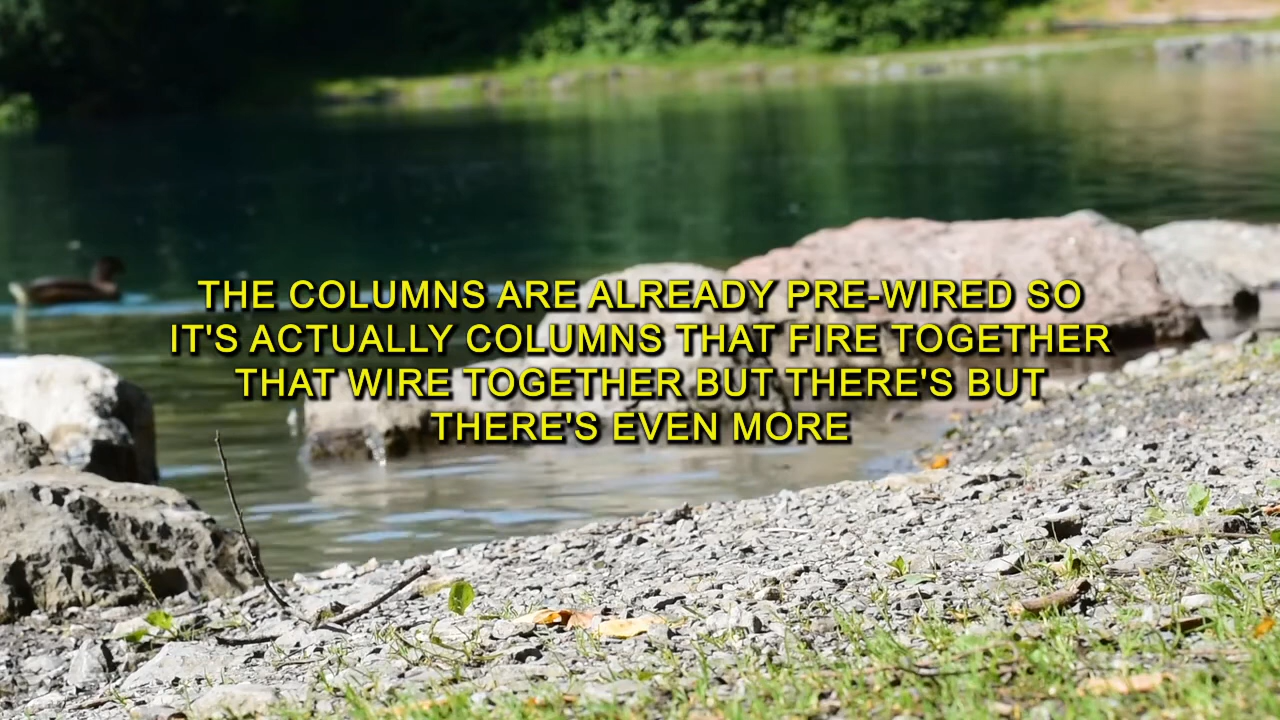 THE COLUMNS ARE ALREADY PRE-WIRED SO
IT'S ACTUALLY COLUMNS THAT FIRE TOGETHER
THAT WIRE TOGETHER BUT THERE'S BUT
THERE'S EVEN MORE